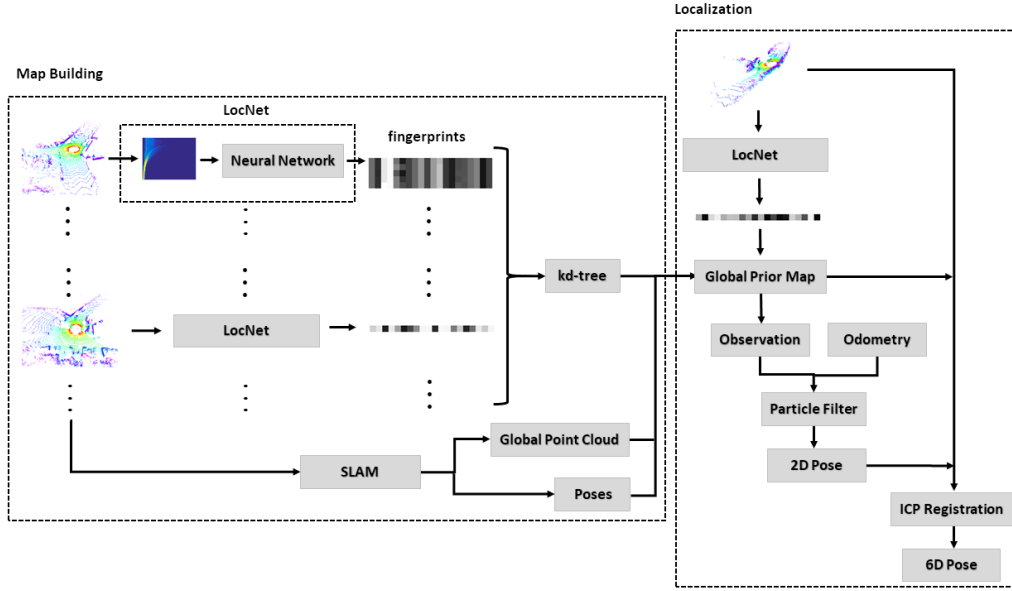 Localization
Map Building
LocNet
fingerprints
Neural Network
LocNet
kd-tree
Global Prior Map
LocNet
Observation
Odometry
Particle Filter
Global Point Cloud
SLAM
2D Pose
Poses
ICP Registration
6D Pose